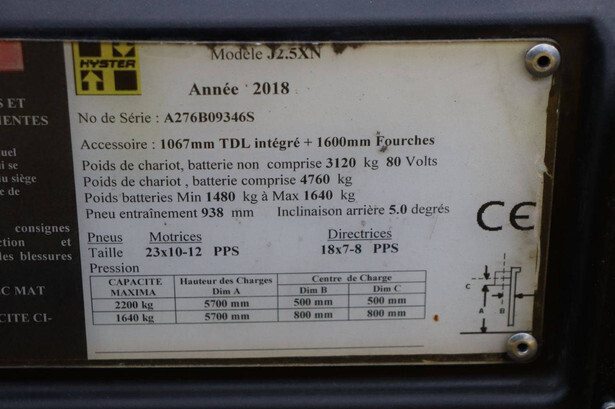 HYSTER
Modèle J2.5XN
Année 2018
No de Série : A276B09346S
Accessoire : 1067mm TDL intégré + 1600mm Fourches
Poids de chariot, batterie non comprise 3120 kg 80 Volts
Poids de chariot , batterie comprise 4760 kg
Poids batteries Min 1480 kg à Max 1640 kg
Pneu entraînement 938 mm Inclinaison arrière 5.0 degrés
CE
Pneus Motrices Directrices
Taille 23x10-12 PPS 18x7-8 PPS
Pression
CAPACITE MAXIMA Hauteur des Charges Dim A Centre de Charge Dim B Dim C
2200 kg 5700 mm 500 mm 500 mm
1640 kg 5700 mm 800 mm 800 mm
C
A
B
S ET
MENTES
uel
i se
u siège
e de
consignes
ction et
les blessures
C MAT
CITE CI-